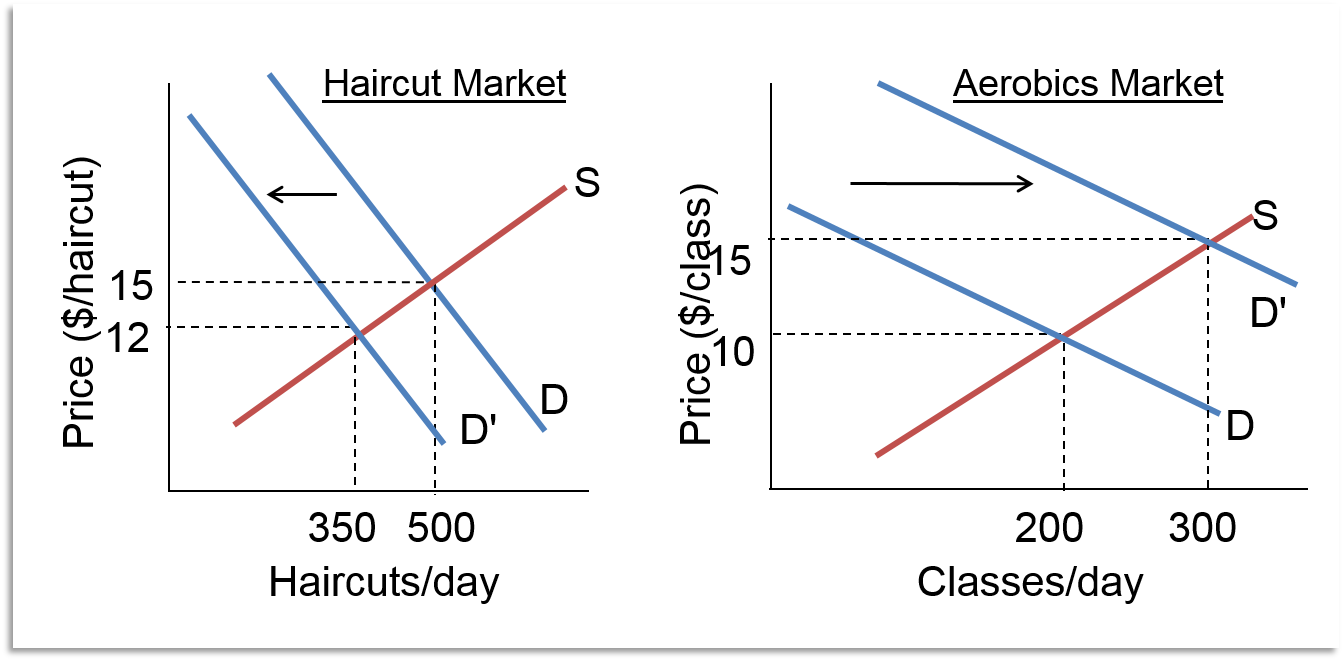 Haircut Market
Price ($/haircut)
S
15
12
D
D'
350 500
Haircuts/day
Aerobics Market
Price ($/class)
S
15
D'
10
D
200 300
Classes/day